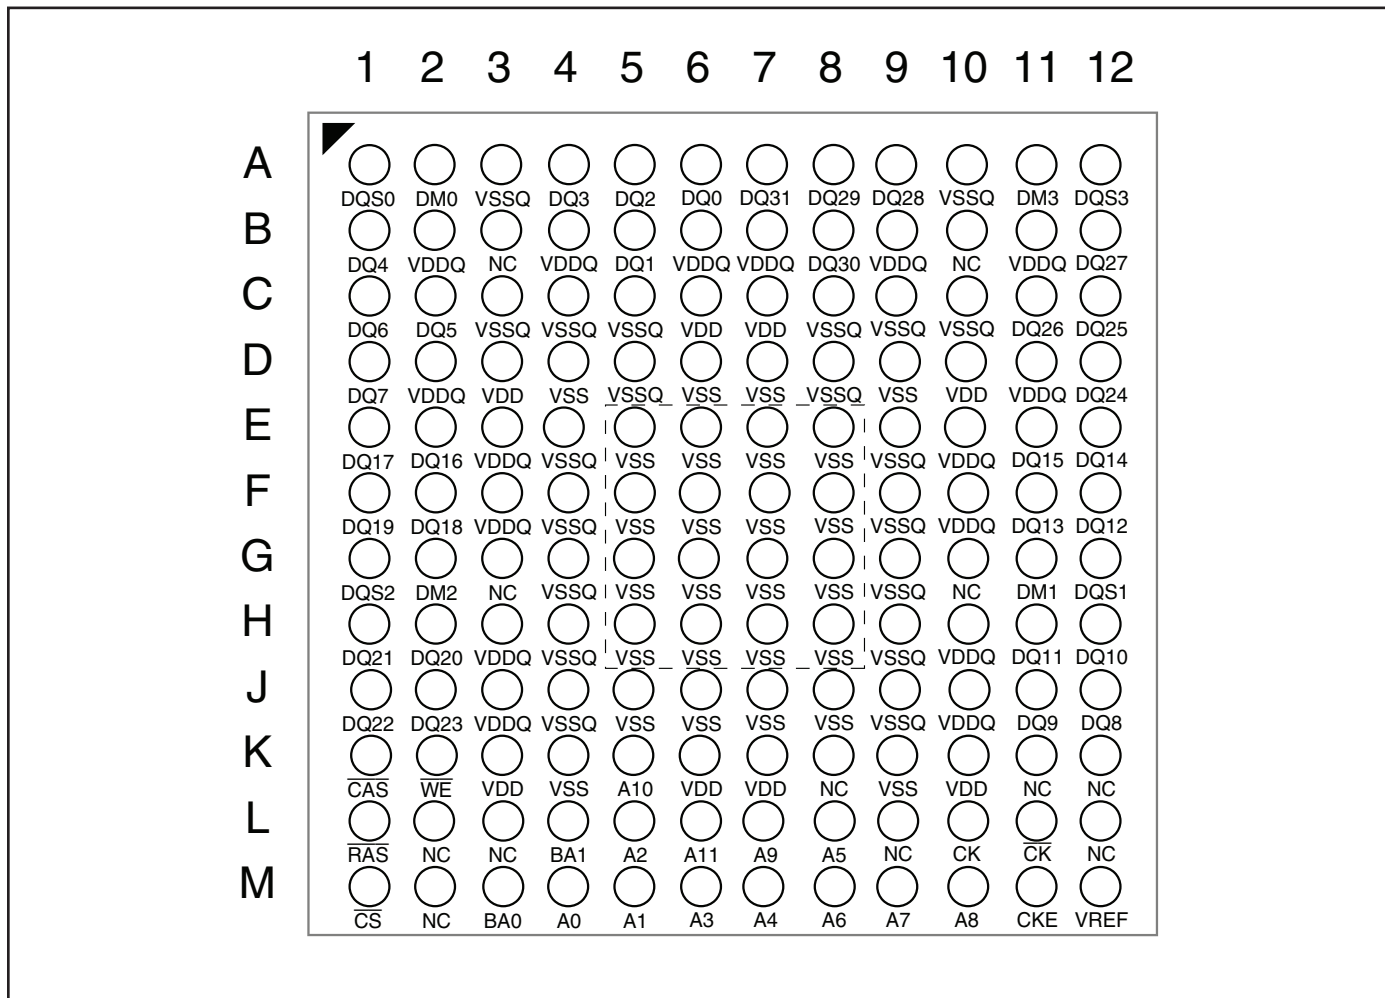 1 2 3 4 5 6 7 8 9 10 11 12
A
DQS0 DM0 VSSQ DQ3 DQ2 DQ0 DQ31 DQ29 DQ28 VSSQ DM3 DQS3
B
DQ4 VDDQ NC VDDQ DQ1 VDDQ VDDQ DQ30 VDDQ NC VDDQ DQ27
C
DQ6 DQ5 VSSQ VSSQ VSSQ VDD VDD VSSQ VSSQ VSSQ DQ26 DQ25
D
DQ7 VDDQ VDD VSS VSSQ VSS VSS VSSQ VSS VDD VDDQ DQ24
E
DQ17 DQ16 VDDQ VSSQ VSS VSS VSS VSS VSSQ VDDQ DQ15 DQ14
F
DQ19 DQ18 VDDQ VSSQ VSS VSS VSS VSS VSSQ VDDQ DQ13 DQ12
G
DQS2 DM2 NC VSSQ VSS VSS VSS VSS VSSQ NC DM1 DQS1
H
DQ21 DQ20 VDDQ VSSQ VSS VSS VSS VSS VSSQ VDDQ DQ11 DQ10
J
DQ22 DQ23 VDDQ VSSQ VSS VSS VSS VSS VSSQ VDDQ DQ9 DQ8
K
C̅A̅S̅ W̅E̅ VDD VSS A10 VDD VDD NC VSS VDD NC NC
L
R̅A̅S̅ NC NC BA1 A2 A11 A9 A5 NC CK C̅K̅ NC
M
C̅S̅ NC BA0 A0 A1 A3 A4 A6 A7 A8 CKE VREF